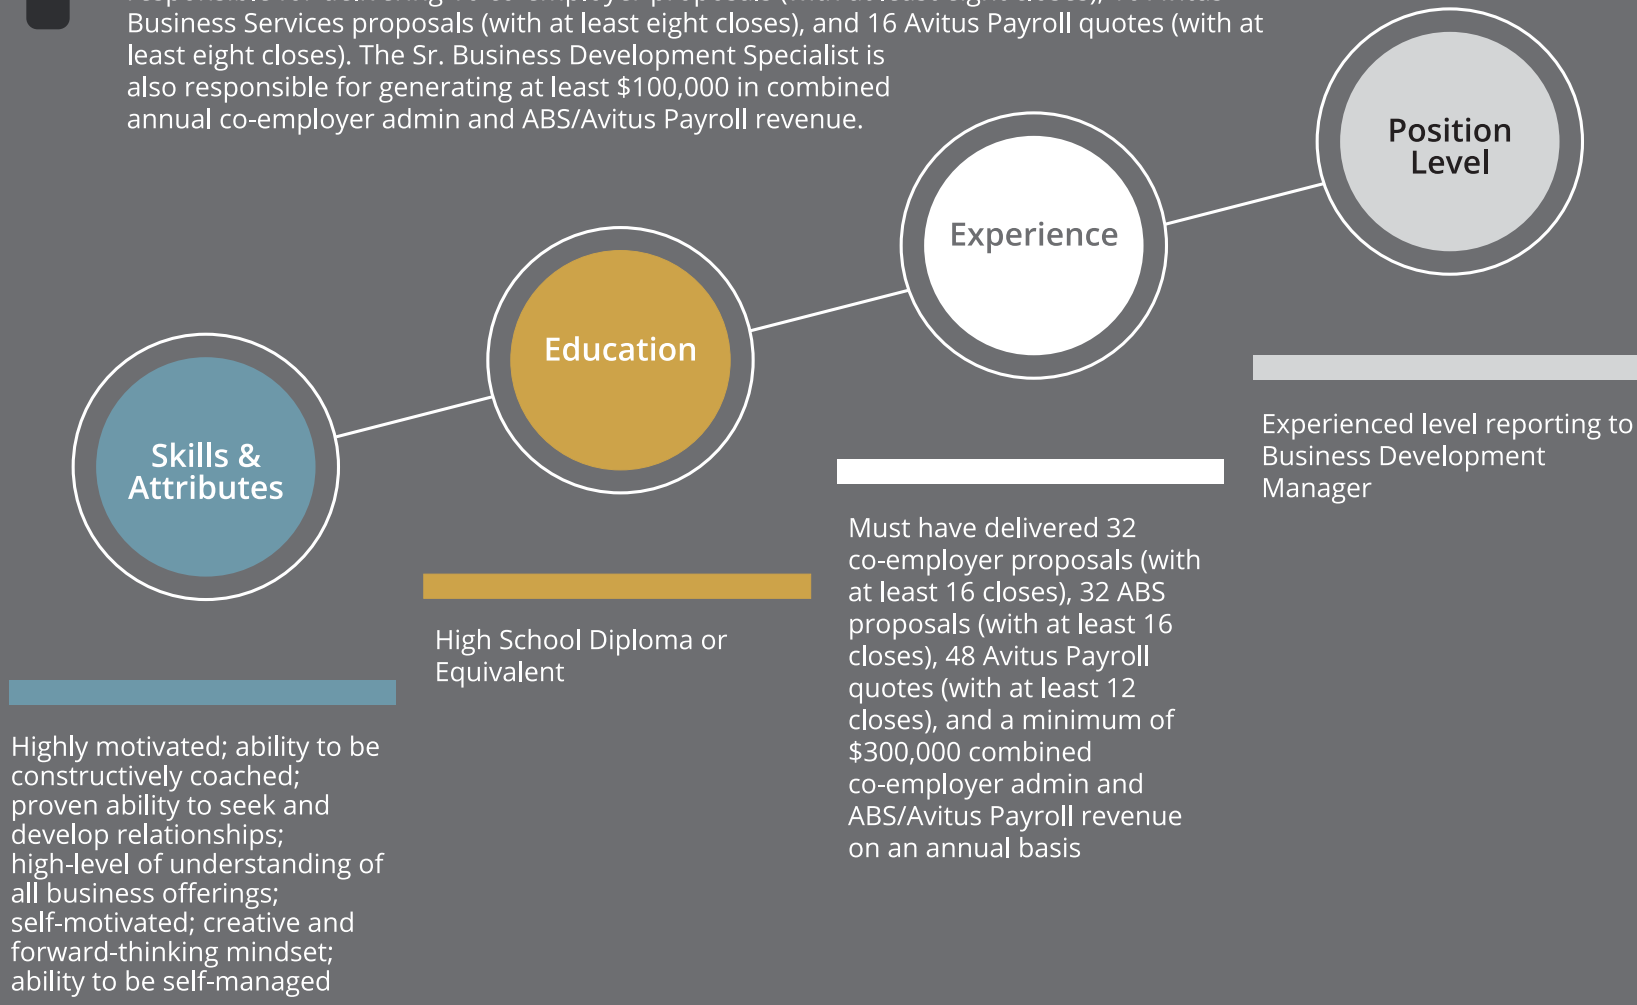 Business Services proposals (with at least eight closes), and 16 Avitus Payroll quotes (with at
least eight closes). The Sr. Business Development Specialist is
also responsible for generating at least $100,000 in combined
annual co-employer admin and ABS/Avitus Payroll revenue.
Position
Level
Experience
Education
Skills &
Attributes
Experienced level reporting to
Business Development
Manager
Must have delivered 32
co-employer proposals (with
at least 16 closes), 32 ABS
proposals (with at least 16
closes), 48 Avitus Payroll
quotes (with at least 12
closes), and a minimum of
$300,000 combined
co-employer admin and
ABS/Avitus Payroll revenue
on an annual basis
High School Diploma or
Equivalent
Highly motivated; ability to be
constructively coached;
proven ability to seek and
develop relationships;
high-level of understanding of
all business offerings;
self-motivated; creative and
forward-thinking mindset;
ability to be self-managed